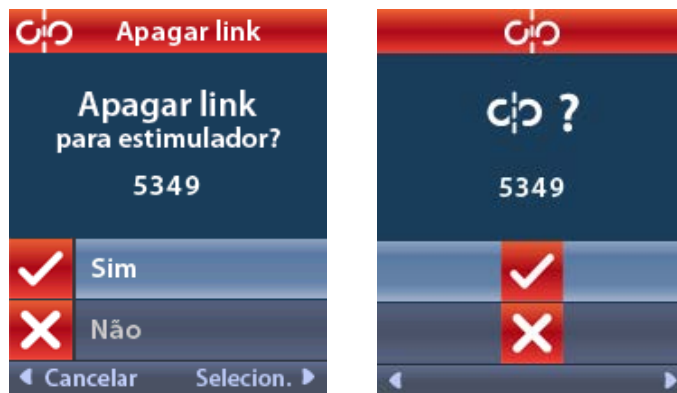 Apagar link
Apagar link
para estimulador?
5349
Sim
Não
Cancelar Selecion.
?
5349